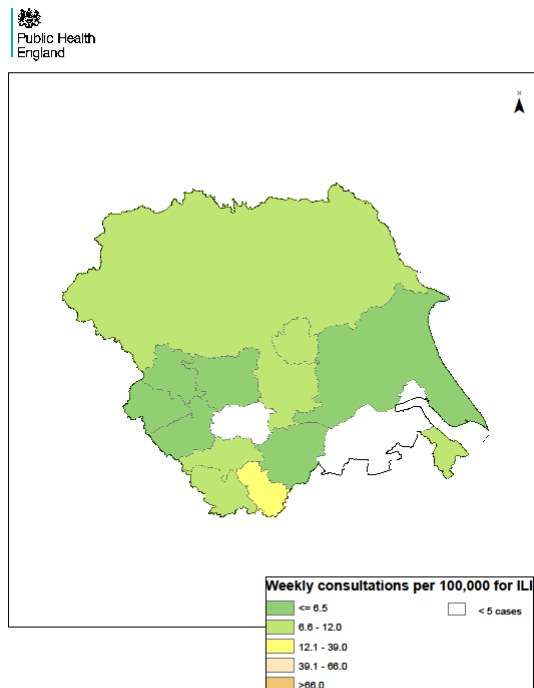 Public Health
England
Weekly consultations per 100,000 for ILI
<= 6.5
< 5 cases
6.6 - 12.0
12.1 - 39.0
39.1 - 66.0
>66.0